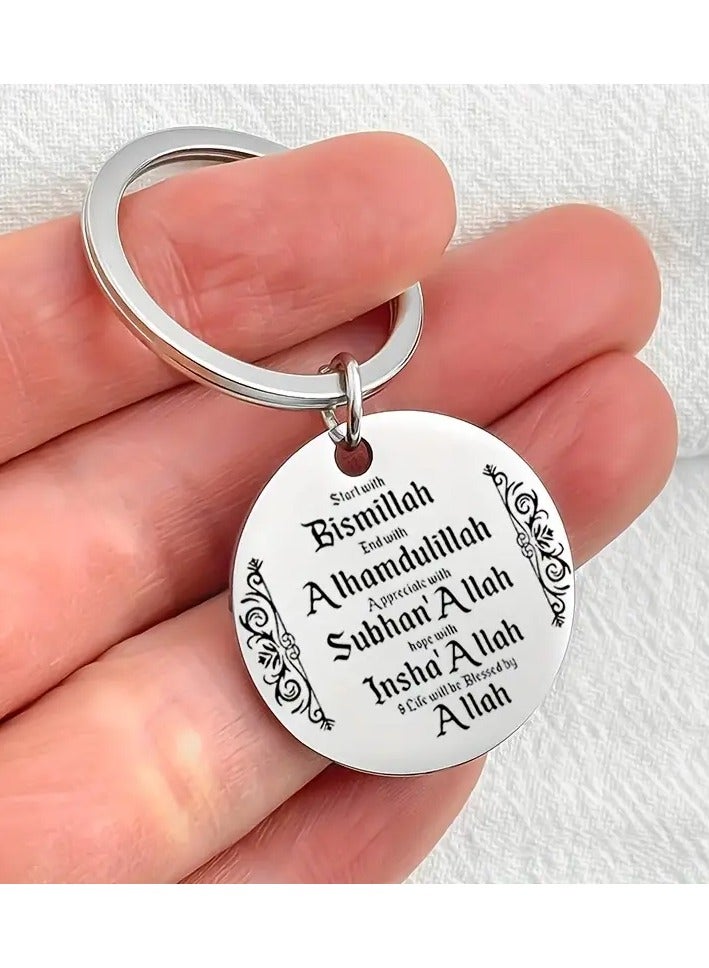 Start with
Bismillah
End with
Alhamdulillah
Appreciate with
Subhan'Allah
hope with
Insha'Allah
& Life will be Blessed by
Allah